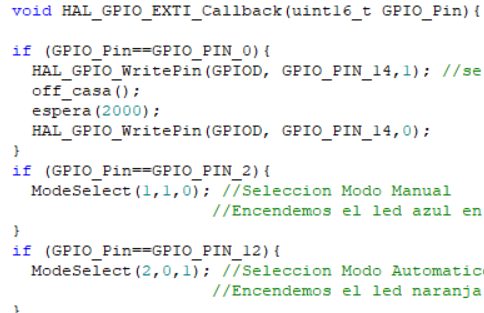 void HAL_GPIO_EXTI_Callback(uint16_t GPIO_Pin){
if (GPIO_Pin==GPIO_PIN_0){
HAL_GPIO_WritePin(GPIOD, GPIO_PIN_14,1); //se
off_casa();
espera(2000);
HAL_GPIO_WritePin(GPIOD, GPIO_PIN_14,0);
}
if (GPIO_Pin==GPIO_PIN_2){
ModeSelect(1,1,0); //Seleccion Modo Manual
//Encendemos el led azul en
}
if (GPIO_Pin==GPIO_PIN_12){
ModeSelect(2,0,1); //Seleccion Modo Automatic
//Encendemos el led naranja
}